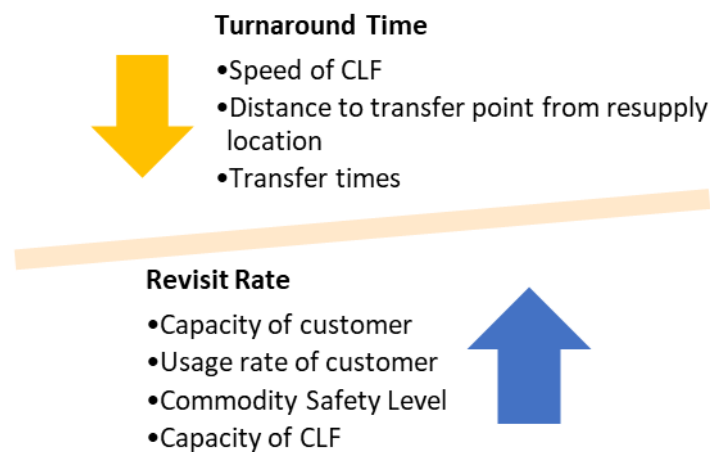 Turnaround Time
•Speed of CLF
•Distance to transfer point from resupply
location
•Transfer times
Revisit Rate
•Capacity of customer
•Usage rate of customer
•Commodity Safety Level
•Capacity of CLF